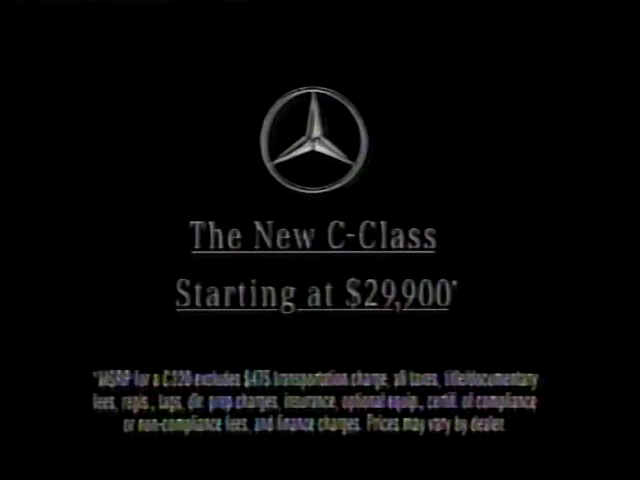 The New C-Class
Starting at $29,900*
*MSRP for a C320 excludes $475 transportation charge, all taxes, title/documentary
fees, regis., tags, dlr. prep charges, insurance, optional equip., certif. of compliance
or non-compliance fees, and finance charges. Prices may vary by dealer.